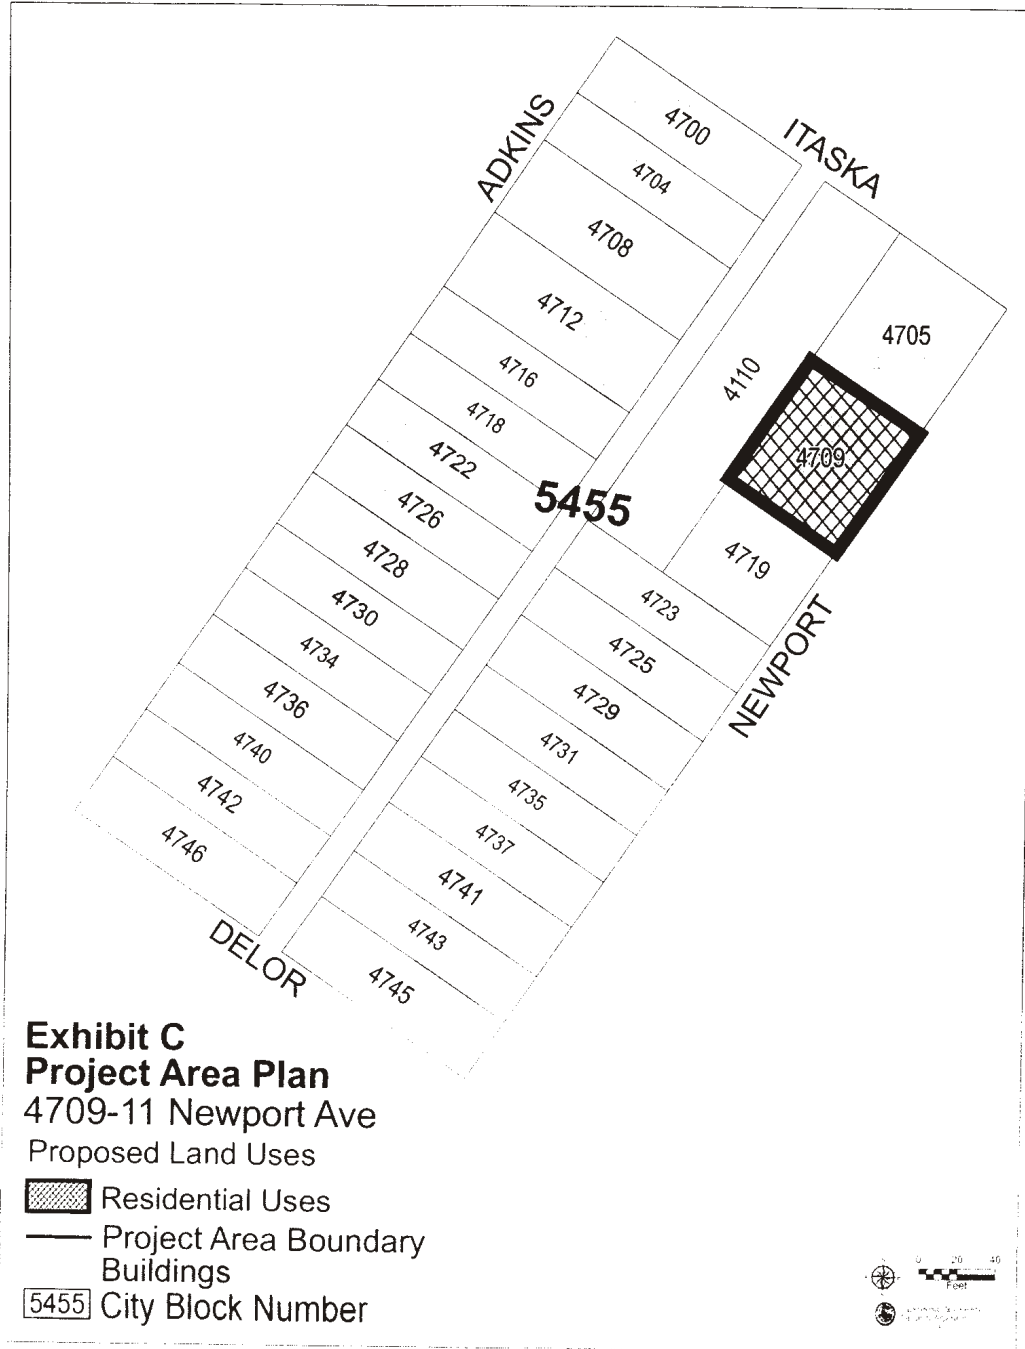 ITASKA
ADKINS
4700
4704
4708
4705
4712
4110
4716
4718
4709
4722
5455
4726
4719
4728
4723
4730
4725
NEWPORT
4734
4729
4736
4731
4740
4735
4742
4737
4746
4741
4743
DELOR
4745
Exhibit C
Project Area Plan
4709-11 Newport Ave
Proposed Land Uses
Residential Uses
Project Area Boundary
Buildings
5455 City Block Number
0 20 40
Feet